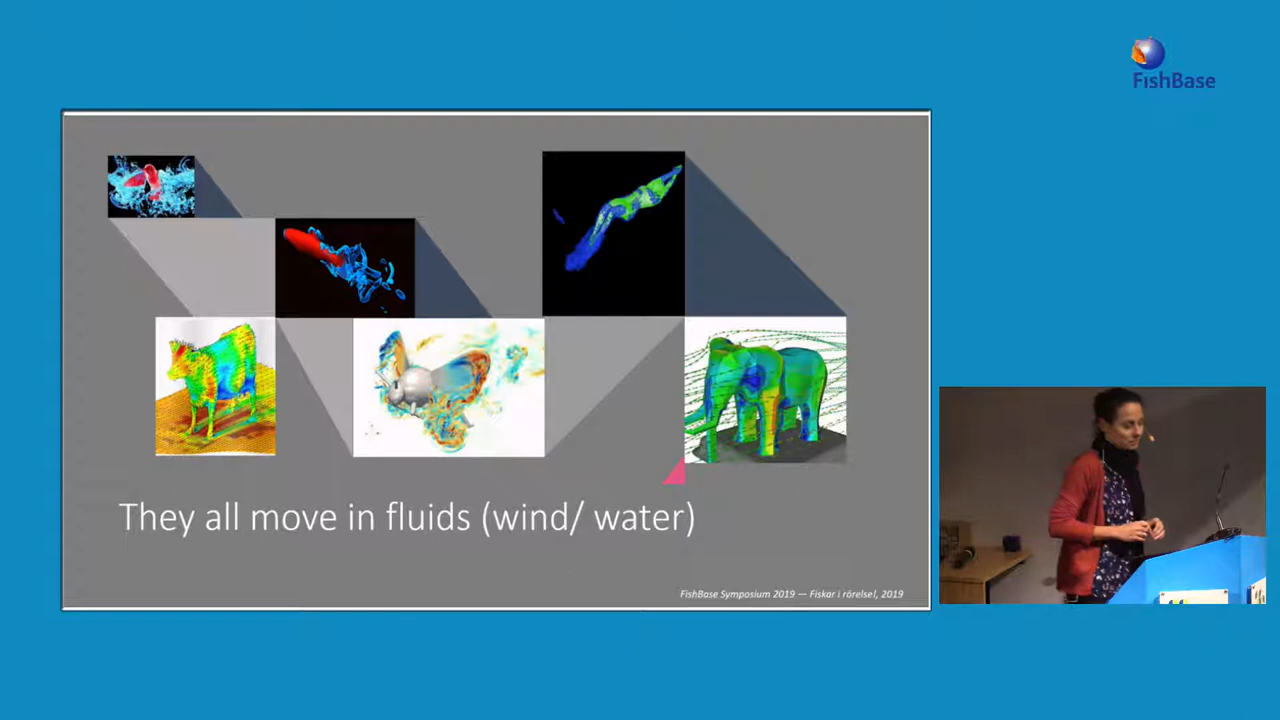 FishBase
They all move in fluids (wind/ water)
FishBase Symposium 2019 — Fiskar i rörelse!, 2019